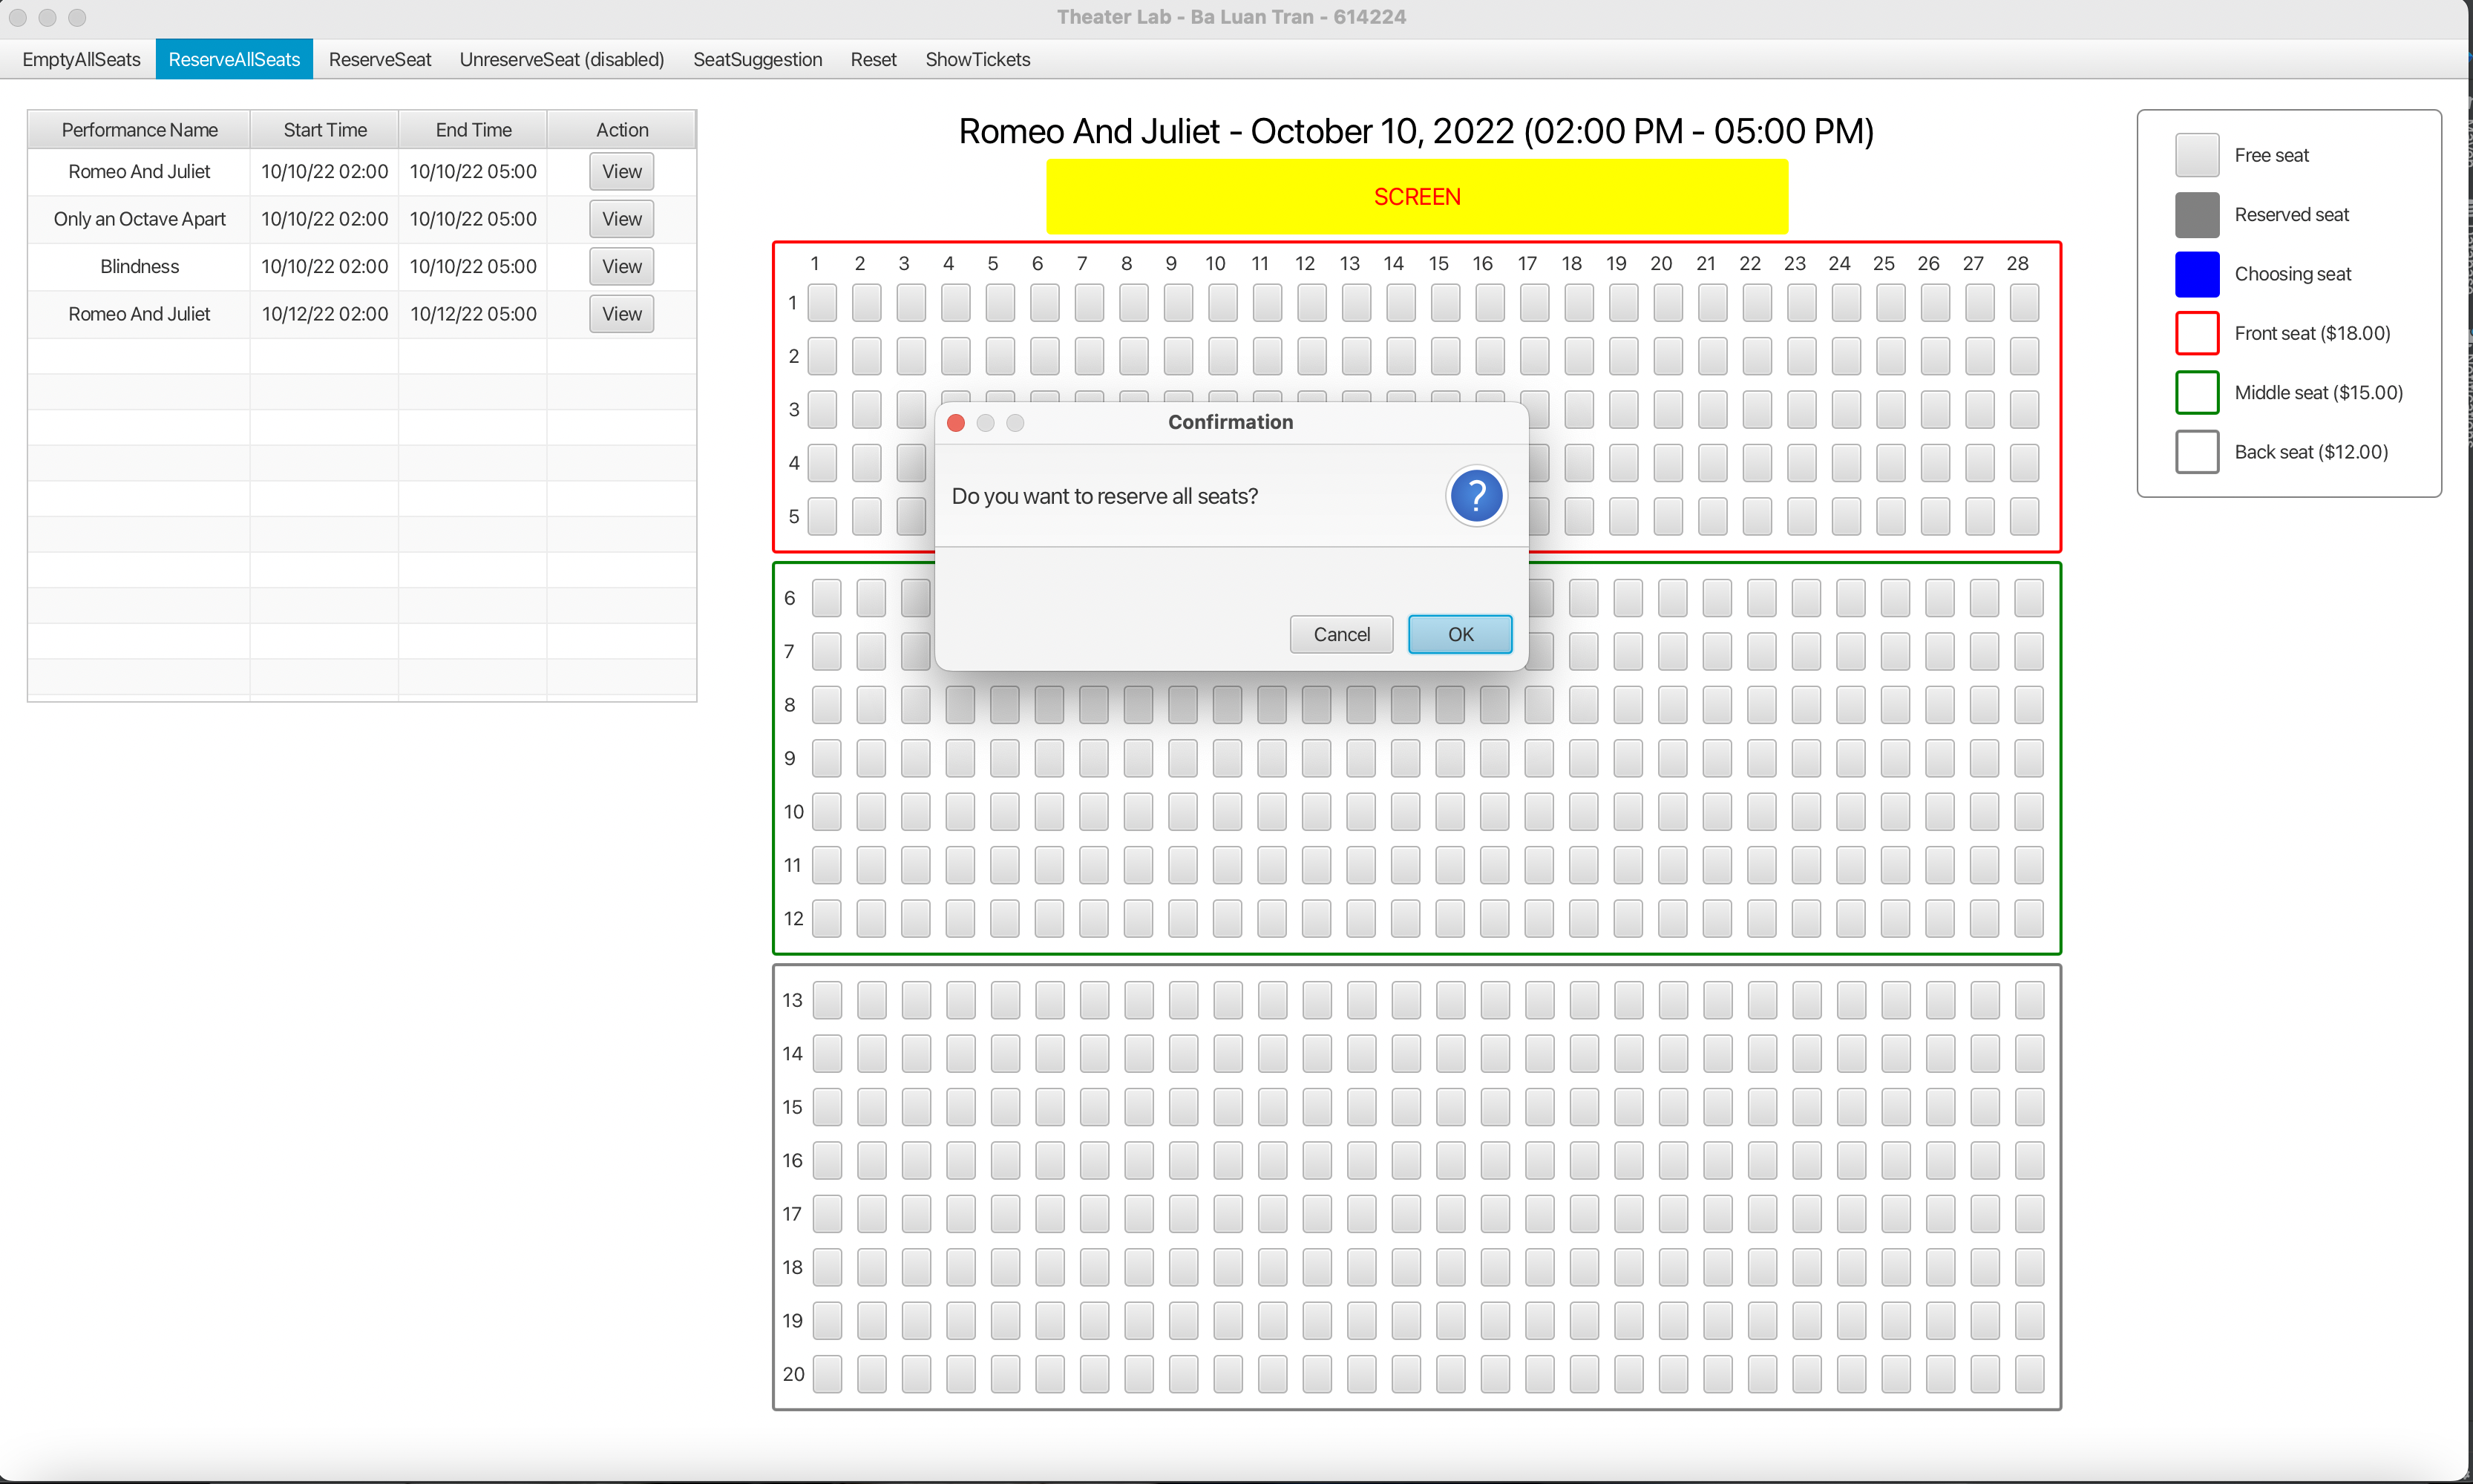 Theater Lab - Ba Luan Tran - 614224
EmptyAllSeats ReserveAllSeats ReserveSeat UnreserveSeat (disabled) SeatSuggestion Reset ShowTickets
Performance Name Start Time End Time Action
Romeo And Juliet 10/10/22 02:00 10/10/22 05:00 View
Only an Octave Apart 10/10/22 02:00 10/10/22 05:00 View
Blindness 10/10/22 02:00 10/10/22 05:00 View
Romeo And Juliet 10/12/22 02:00 10/12/22 05:00 View
Romeo And Juliet - October 10, 2022 (02:00 PM - 05:00 PM)
SCREEN
1 2 3 4 5 6 7 8 9 10 11 12 13 14 15 16 17 18 19 20 21 22 23 24 25 26 27 28
1
2
3
4
5
6
7
8
9
10
11
12
13
14
15
16
17
18
19
20
Confirmation
Do you want to reserve all seats?
?
Cancel OK
Free seat
Reserved seat
Choosing seat
Front seat ($18.00)
Middle seat ($15.00)
Back seat ($12.00)